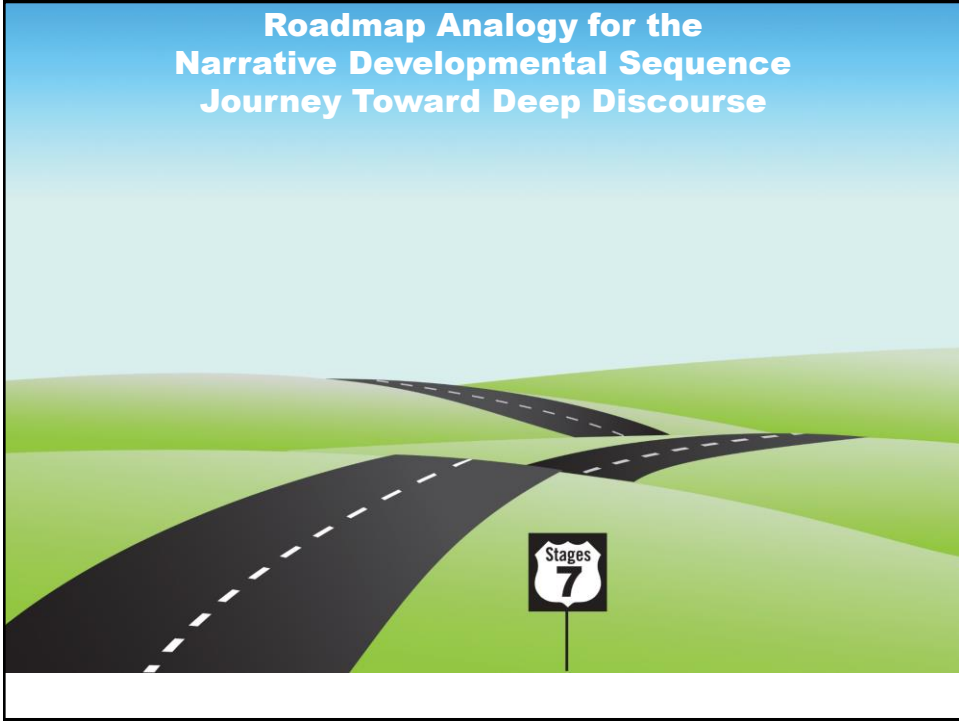 Roadmap Analogy for the
Narrative Developmental Sequence
Journey Toward Deep Discourse
Stages
7